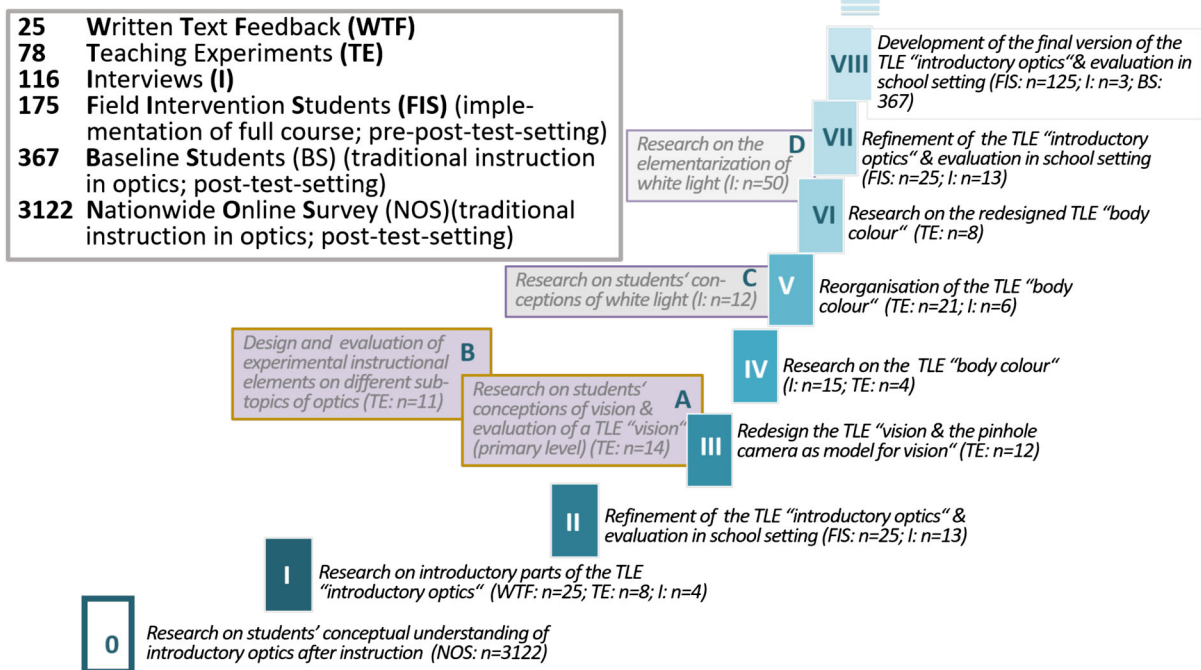 25 Written Text Feedback (WTF)
78 Teaching Experiments (TE)
116 Interviews (I)
175 Field Intervention Students (FIS) (imple-
mentation of full course; pre-post-test-setting)
367 Baseline Students (BS) (traditional instruction
in optics; post-test-setting)
3122 Nationwide Online Survey (NOS)(traditional
instruction in optics; post-test-setting)
VIII
Development of the final version of the
TLE “introductory optics“& evaluation in
school setting (FIS: n=125; I: n=3; BS:
367)
VII
Refinement of the TLE “introductory
optics“ & evaluation in school setting
(FIS: n=25; I: n=13)
D
Research on the
elementarization of
white light (I: n=50)
VI
Research on the redesigned TLE “body
colour“ (TE: n=8)
C
Research on students‘ con-
ceptions of white light (I: n=12)
V
Reorganisation of the TLE “body
colour“ (TE: n=21; I: n=6)
B
Design and evaluation of
experimental instructional
elements on different sub-
topics of optics (TE: n=11)
IV
Research on the TLE “body colour“
(I: n=15; TE: n=4)
A
Research on students‘
conceptions of vision &
evaluation of a TLE “vision“
(primary level) (TE: n=14)
III
Redesign the TLE “vision & the pinhole
camera as model for vision“ (TE: n=12)
II
Refinement of the TLE “introductory optics“ &
evaluation in school setting (FIS: n=25; I: n=13)
I
Research on introductory parts of the TLE
“introductory optics“ (WTF: n=25; TE: n=8; I: n=4)
0
Research on students’ conceptual understanding of
introductory optics after instruction (NOS: n=3122)